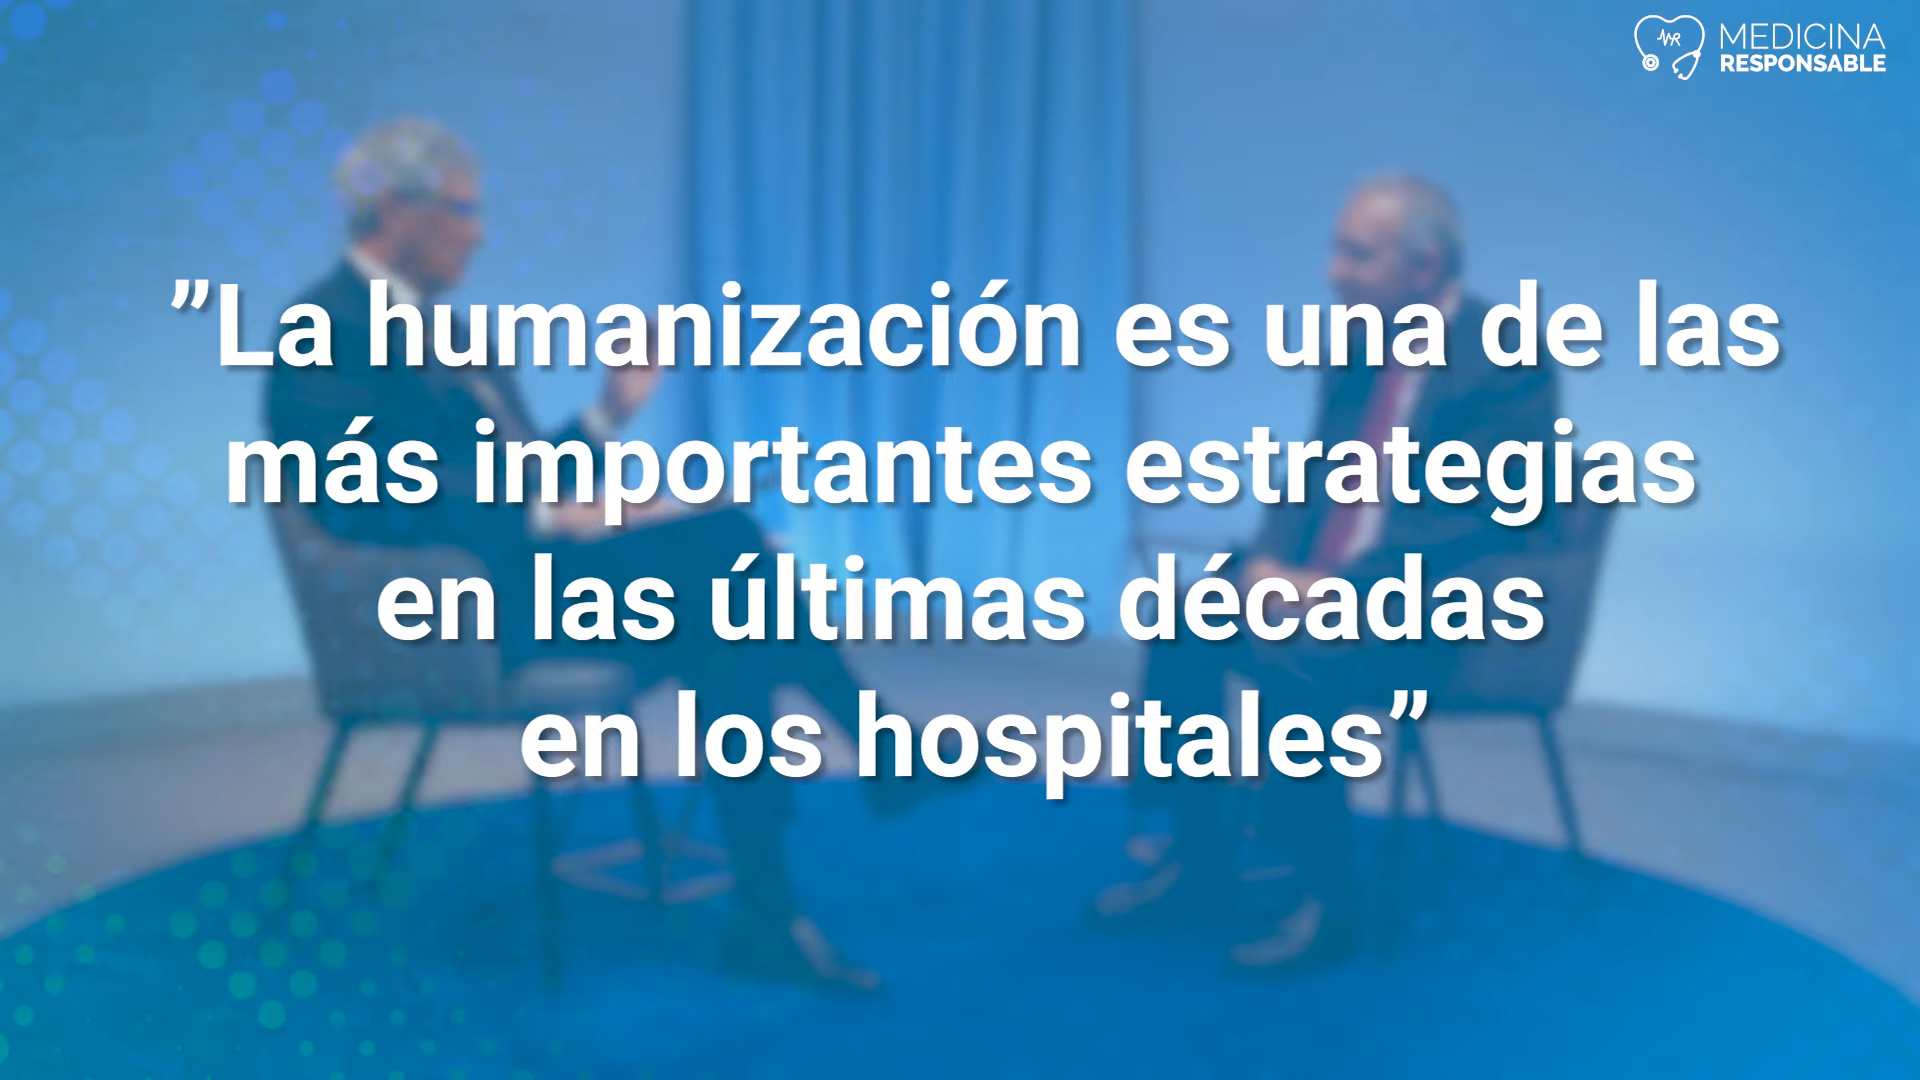 MEDICINA
RESPONSABLE
”La humanización es una de las
más importantes estrategias
en las últimas décadas
en los hospitales”